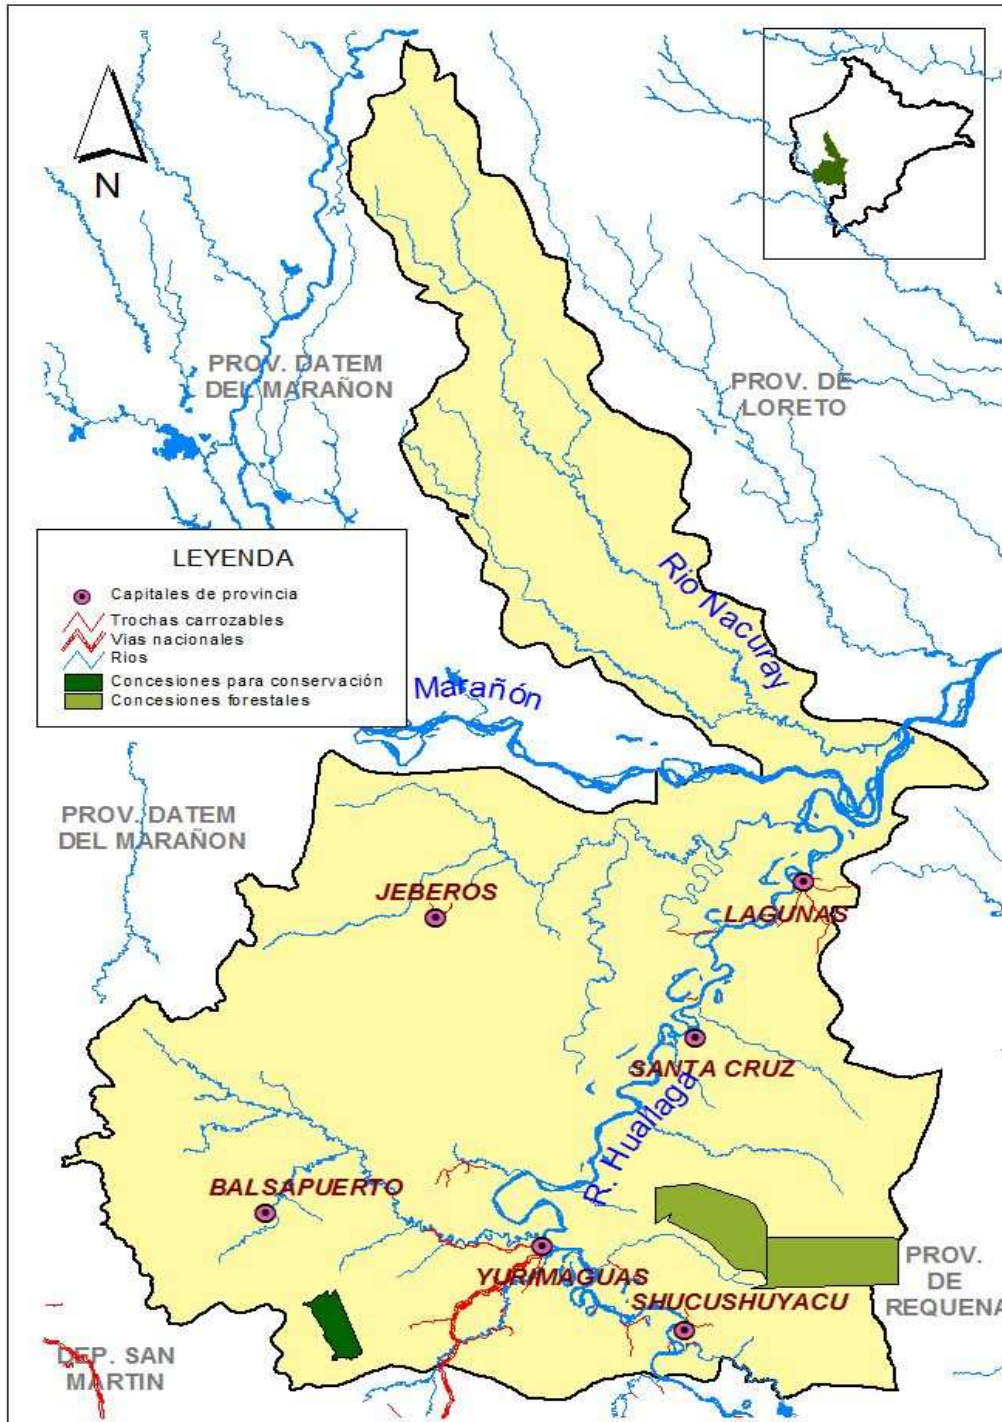 N
PROV. DATEM
DEL MARAÑON
PROV. DE
LORETO
LEYENDA
Capitales de provincia
Trochas carrozables
Vias nacionales
Rios
Concesiones para conservación
Concesiones forestales
Rio Nacuray
Marañón
PROV. DATEM
DEL MARAÑON
JEBEROS
LAGUNAS
SANTA CRUZ
R. Huallaga
BALSAPUERTO
YURIMAGUAS
SHUCUSHUYACU
PROV.
DE
REQUENA
DEP. SAN
MARTIN